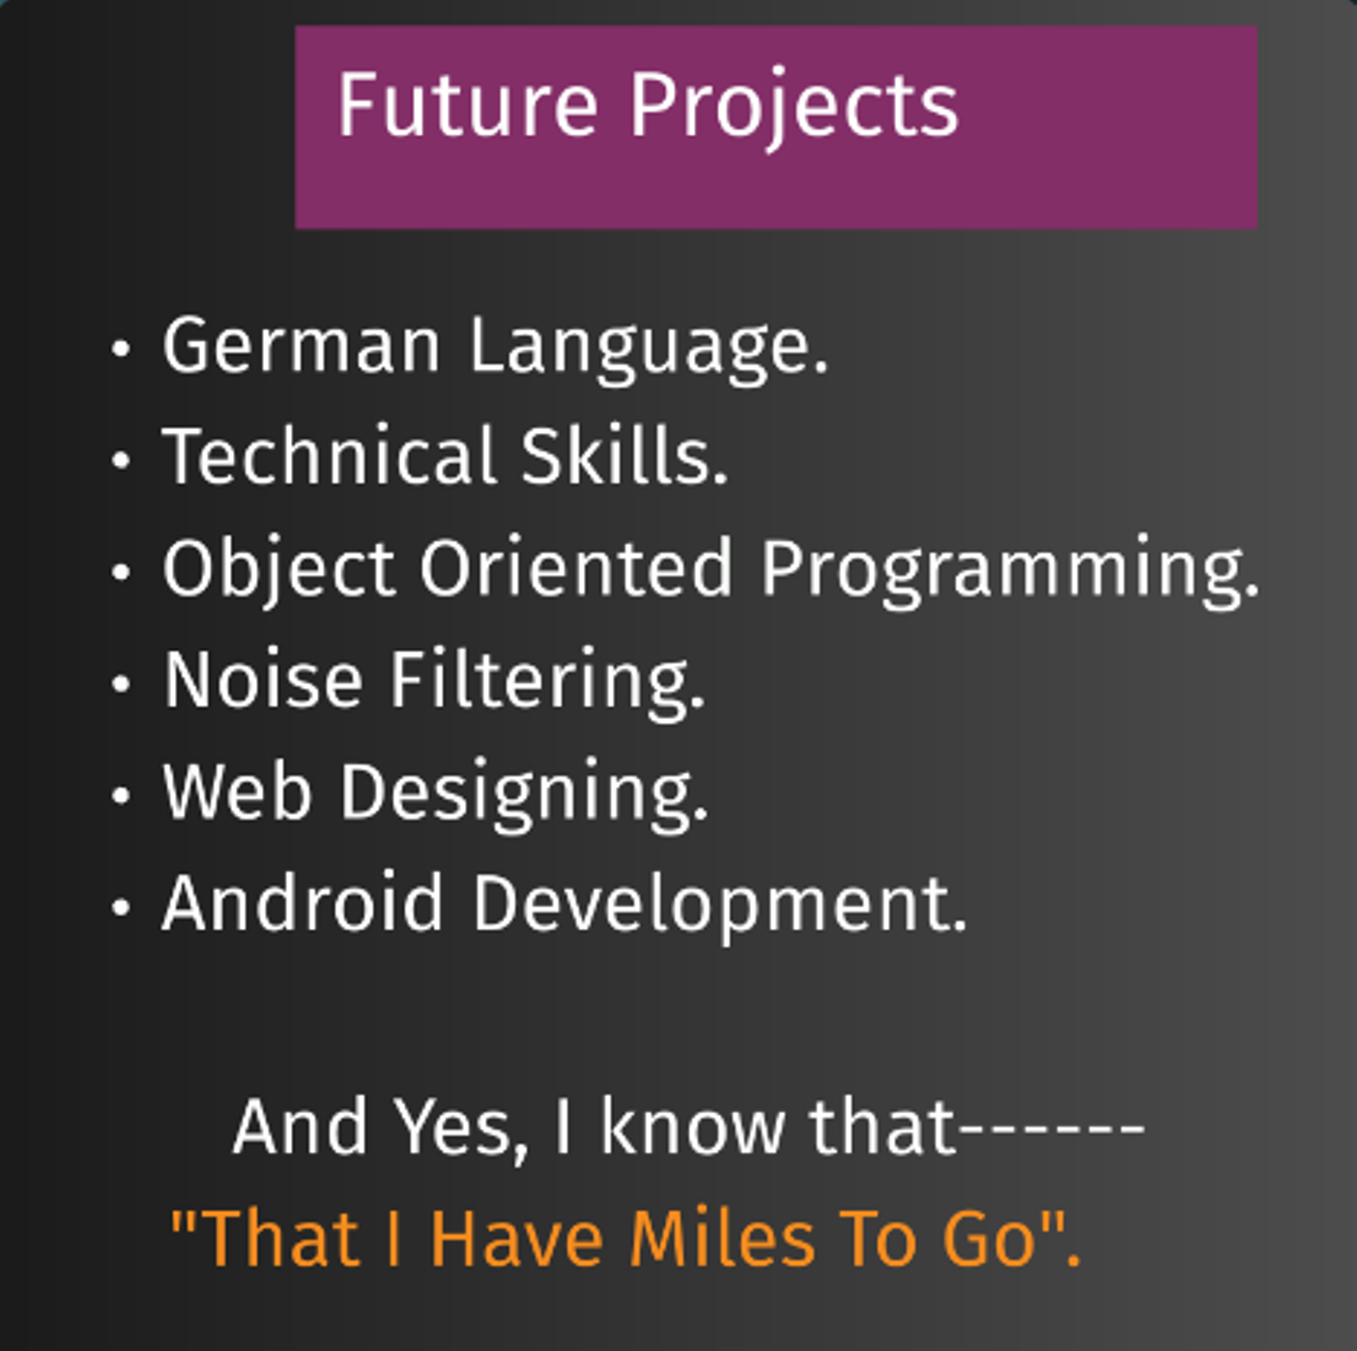 Future Projects
• German Language.
• Technical Skills.
• Object Oriented Programming.
• Noise Filtering.
• Web Designing.
• Android Development.
And Yes, I know that------
"That I Have Miles To Go".